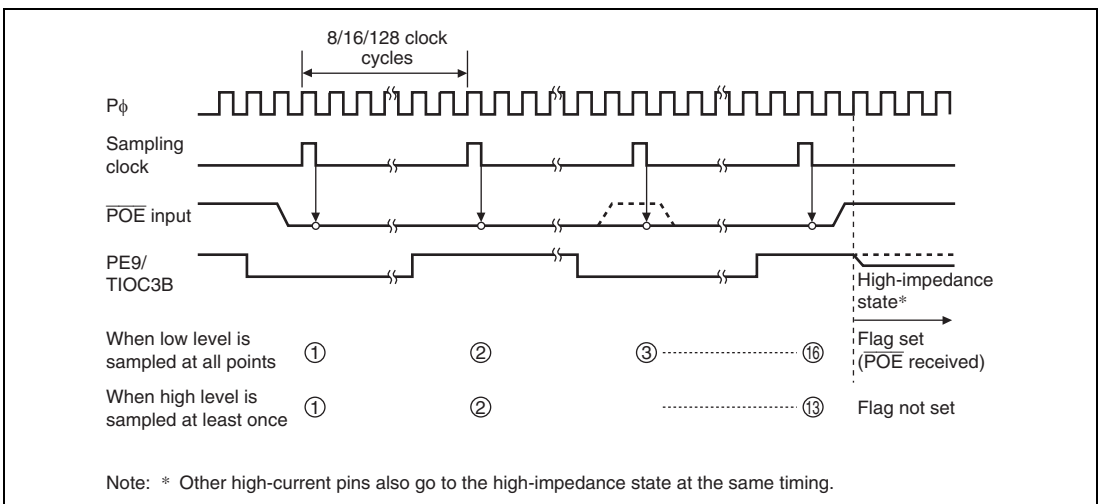 8/16/128 clock
cycles
Pϕ
Sampling
clock
P̅O̅E̅ input
PE9/
TIOC3B
High-impedance
state*
When low level is
sampled at all points
① ② ③ ⑯
Flag set
(P̅O̅E̅ received)
When high level is
sampled at least once
① ② ⑬ Flag not set
Note: * Other high-current pins also go to the high-impedance state at the same timing.